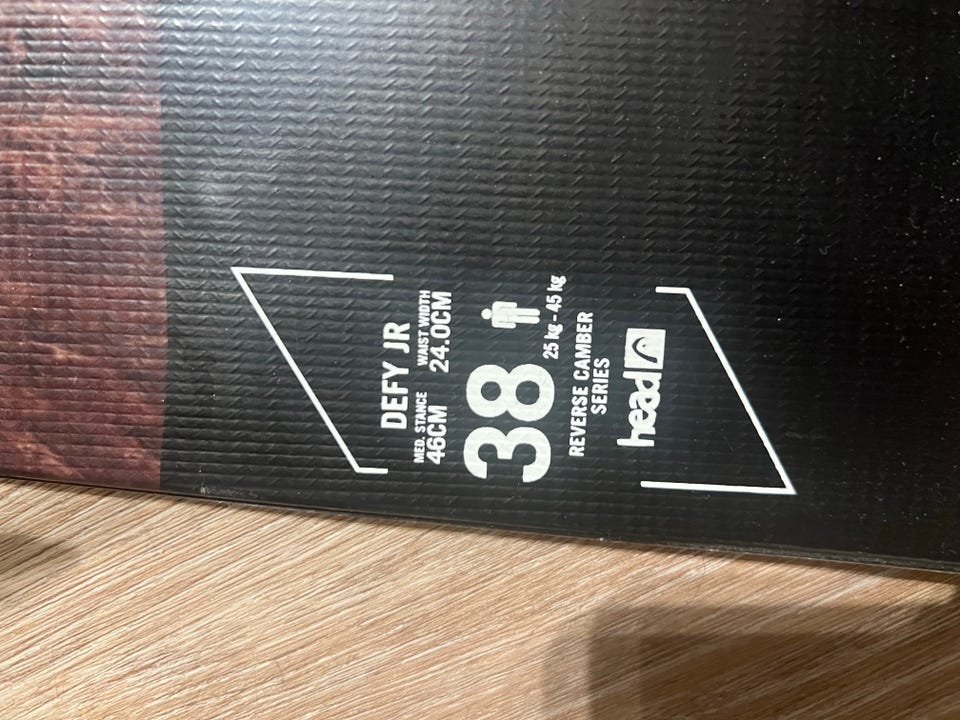 DEFY JR
MED. STANCE WAIST WIDTH
46CM 24.0CM
38
25 kg - 45 kg
REVERSE CAMBER
SERIES
head